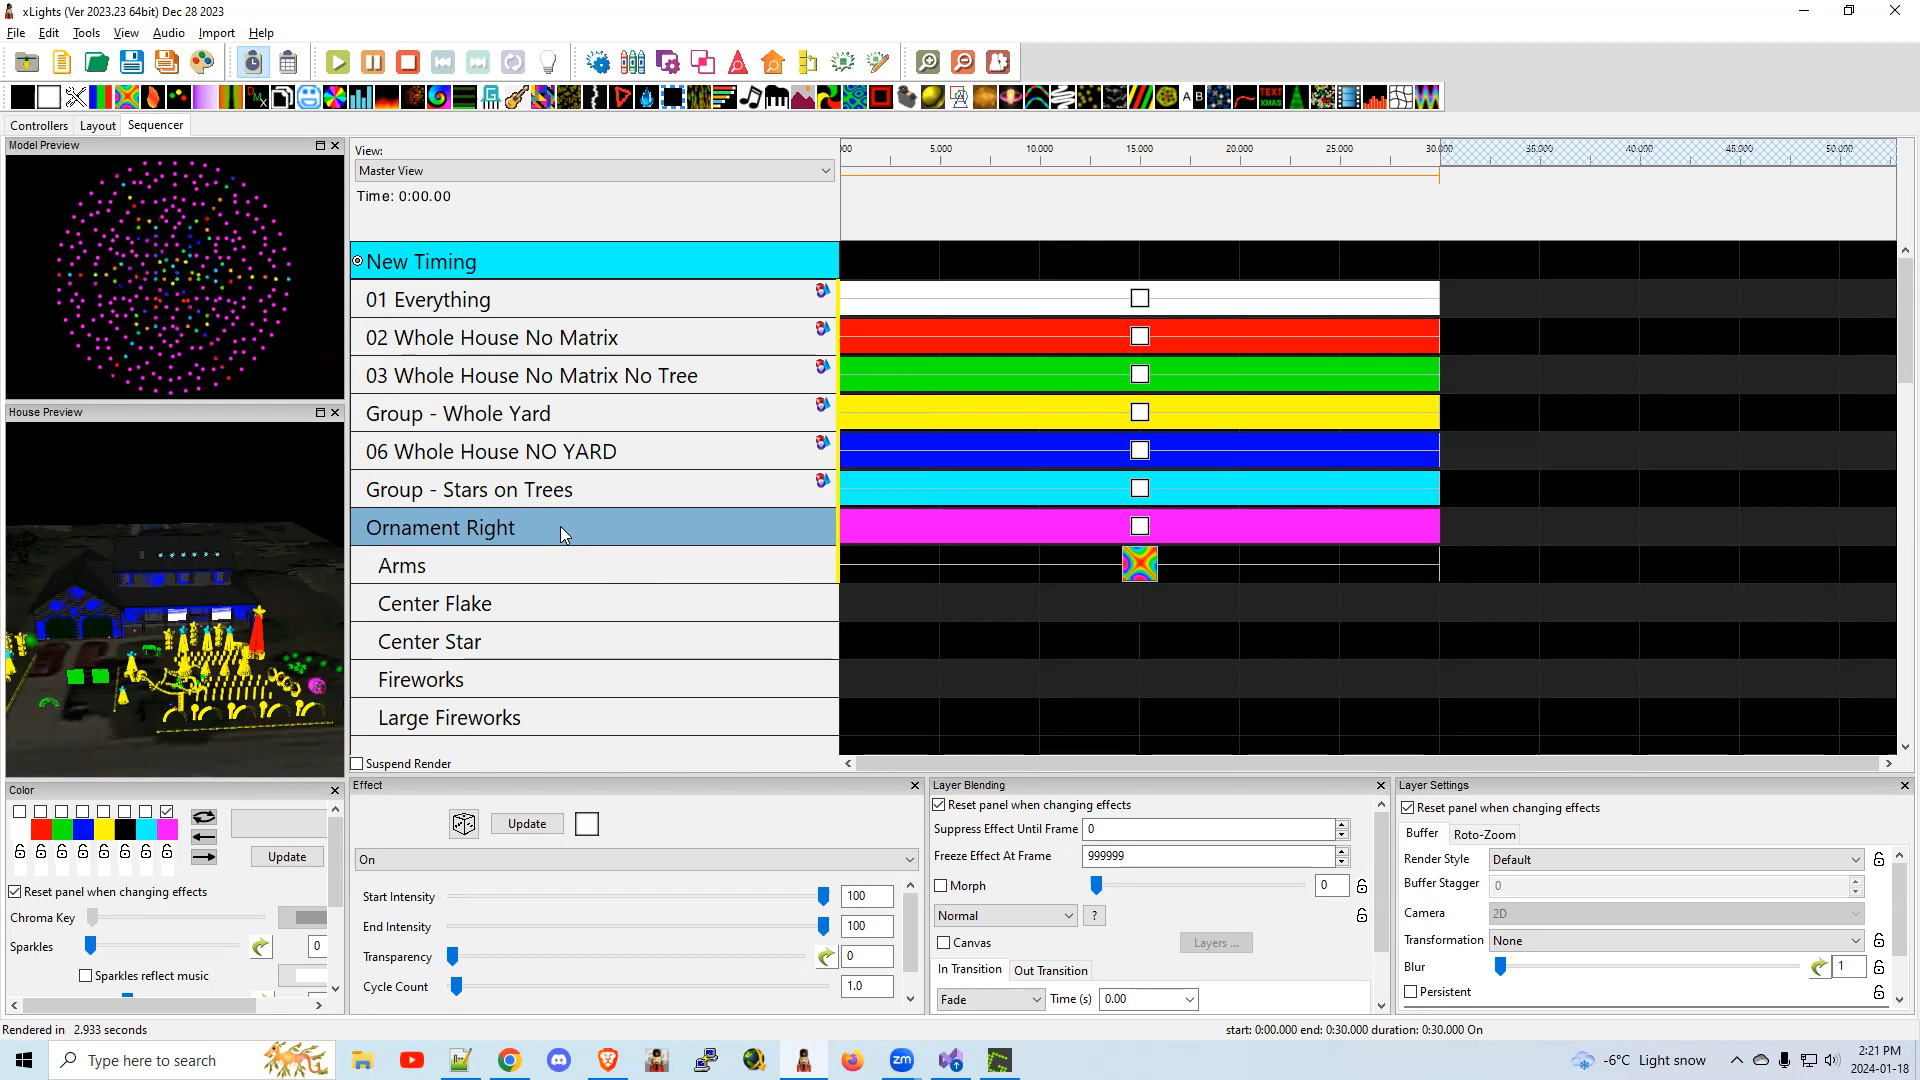 xLights (Ver 2023.23 64bit) Dec 28 2023
File Edit Tools View Audio Import Help
DMX
A B
TEXT XMAS
Controllers Layout Sequencer
Model Preview
View:
Master View
Time: 0:00.00
000 5.000 10.000 15.000 20.000 25.000 30.000 35.000 40.000 45.000 50.000
New Timing
01 Everything
02 Whole House No Matrix
03 Whole House No Matrix No Tree
Group - Whole Yard
06 Whole House NO YARD
Group - Stars on Trees
Ornament Right
Arms
Center Flake
Center Star
Fireworks
Large Fireworks
House Preview
Suspend Render
Color
Update
Reset panel when changing effects
Chroma Key
Sparkles 0
Sparkles reflect music
Effect
Update
On
Start Intensity 100
End Intensity 100
Transparency 0
Cycle Count 1.0
Layer Blending
Reset panel when changing effects
Suppress Effect Until Frame 0
Freeze Effect At Frame 999999
Morph 0
Normal ?
Canvas Layers ...
In Transition Out Transition
Fade Time (s) 0.00
Layer Settings
Reset panel when changing effects
Buffer Roto-Zoom
Render Style Default
Buffer Stagger 0
Camera 2D
Transformation None
Blur 1
Persistent
Rendered in 2.933 seconds
start: 0:00.000 end: 0:30.000 duration: 0:30.000 On
Type here to search
zm
-6°C Light snow
2:21 PM
2024-01-18